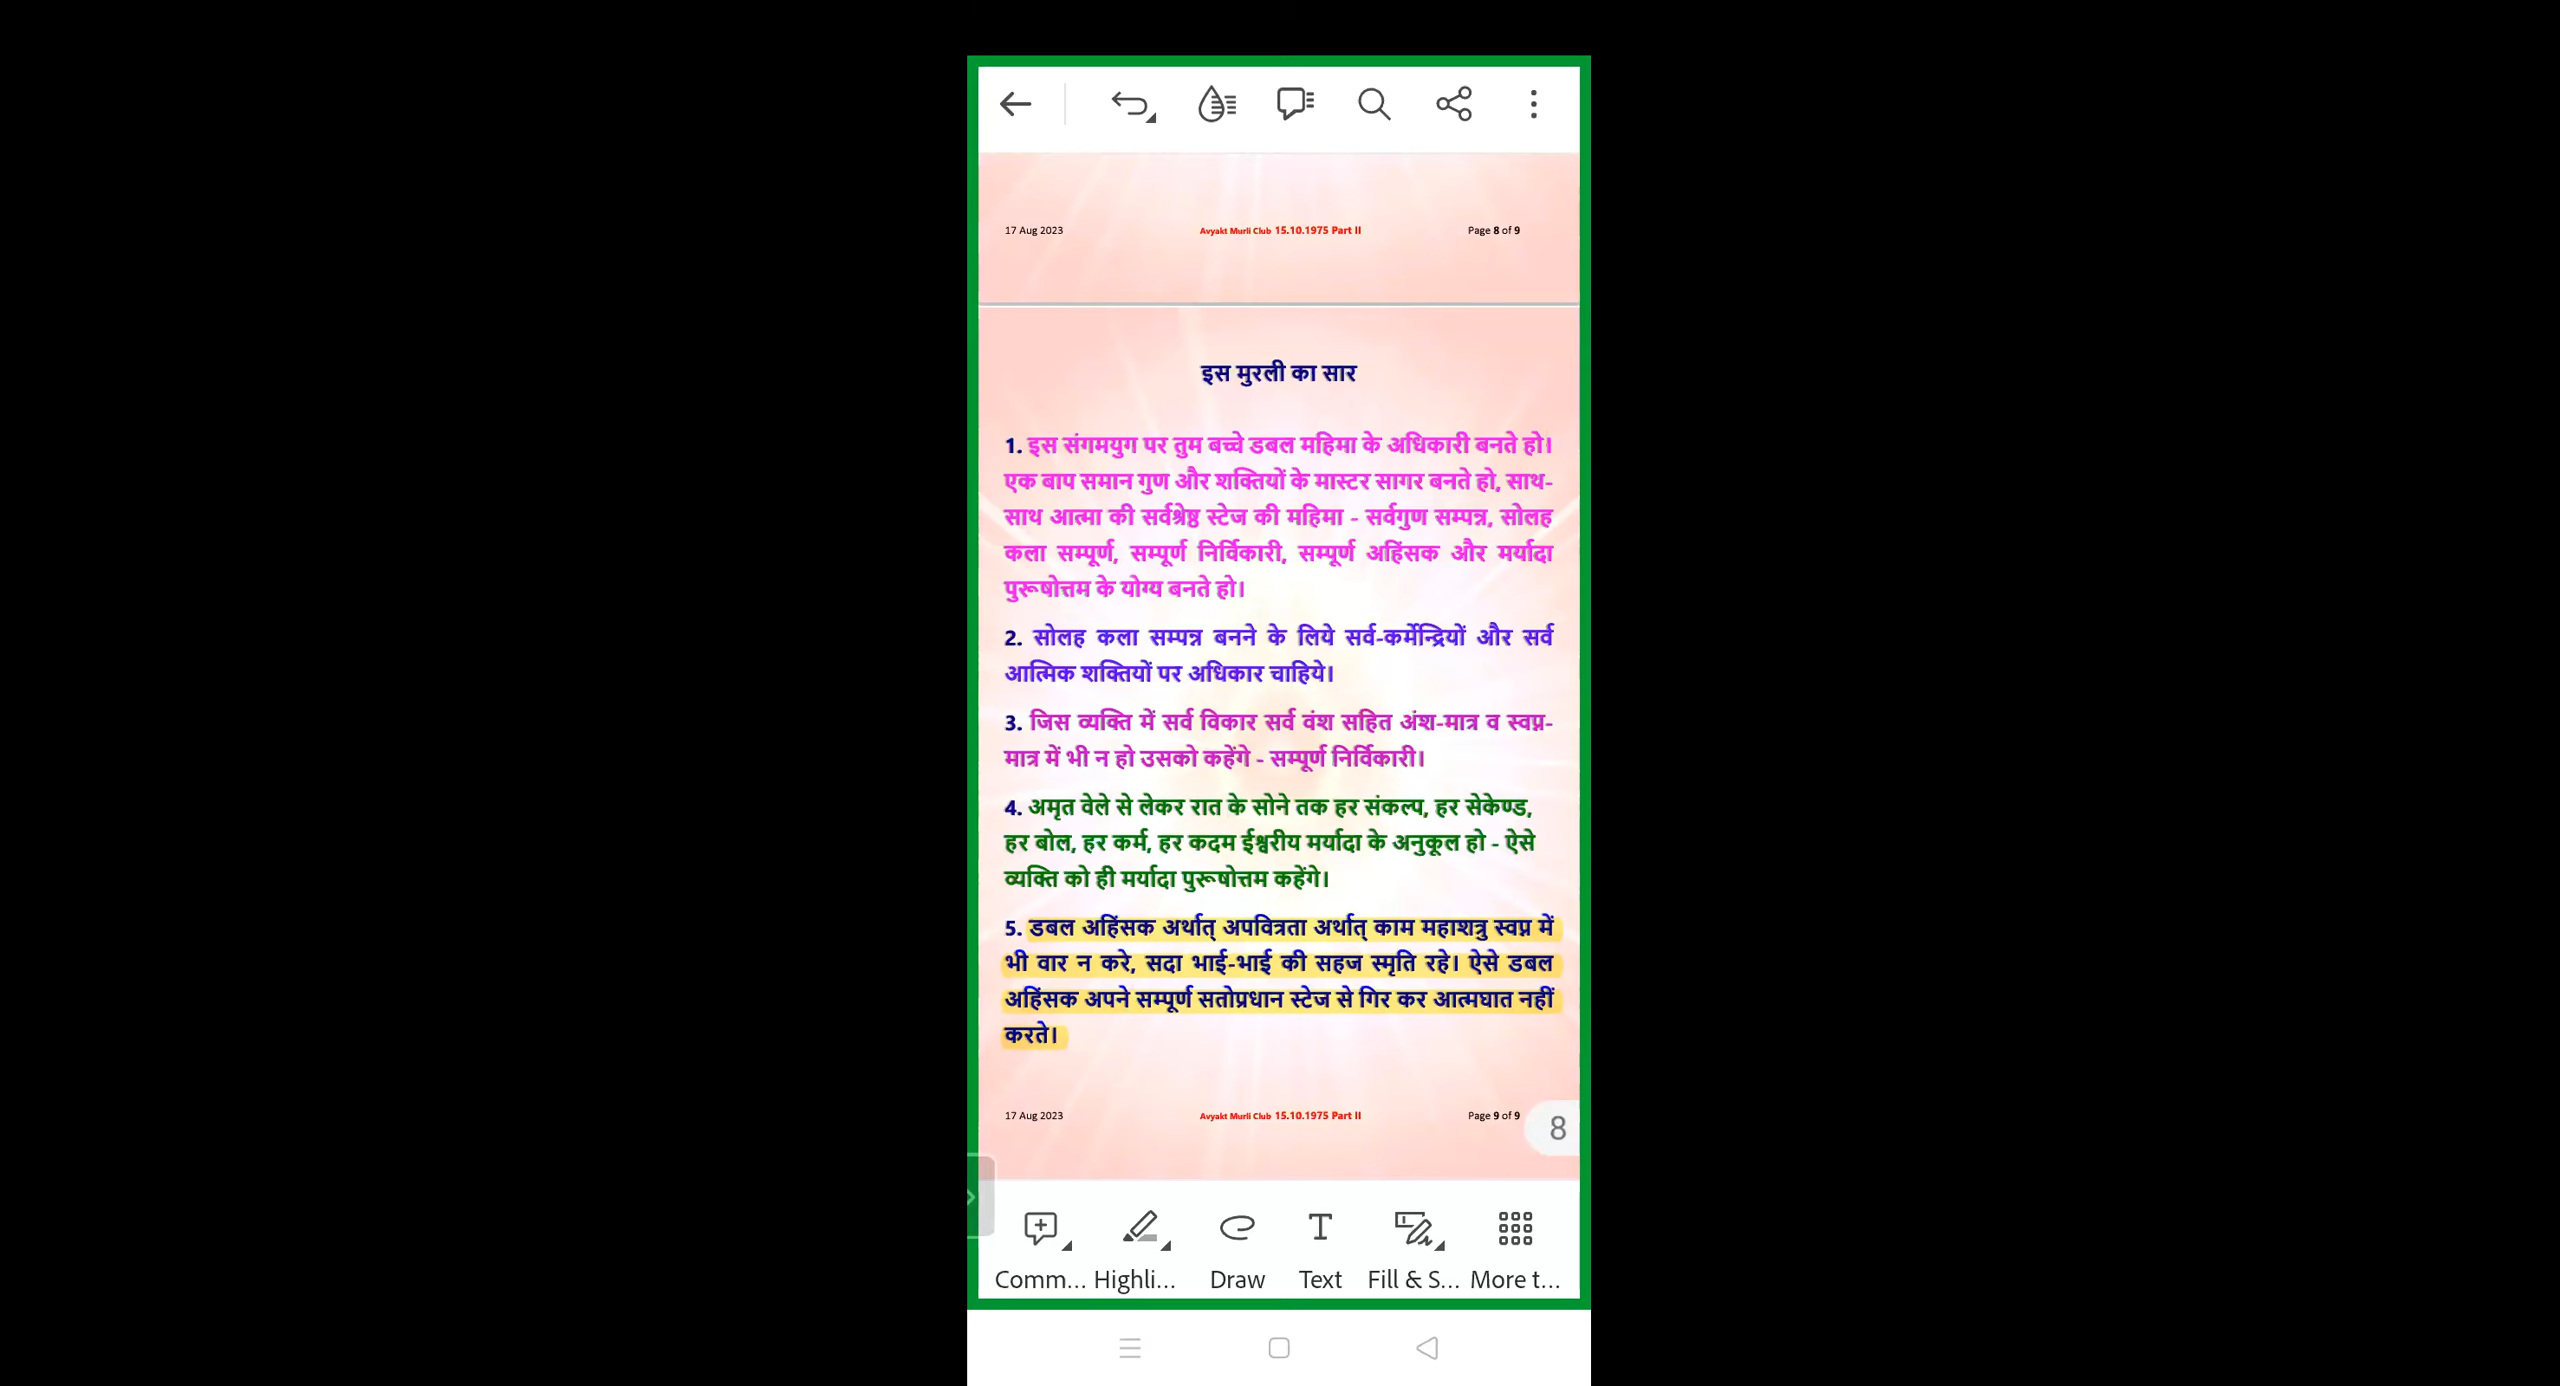 17 Aug 2023 Avyakt Murli Club 15.10.1975 Part II Page 8 of 9
इस मुरली का सार
1. इस संगमयुग पर तुम बच्चे डबल महिमा के अधिकारी बनते हो।
एक बाप समान गुण और शक्तियों के मास्टर सागर बनते हो, साथ-
साथ आत्मा की सर्वश्रेष्ठ स्टेज की महिमा - सर्वगुण सम्पन्न, सोलह
कला सम्पूर्ण, सम्पूर्ण निर्विकारी, सम्पूर्ण अहिंसक और मर्यादा
पुरूषोत्तम के योग्य बनते हो।
2. सोलह कला सम्पन्न बनने के लिये सर्व-कर्मेन्द्रियों और सर्व
आत्मिक शक्तियों पर अधिकार चाहिये।
3. जिस व्यक्ति में सर्व विकार सर्व वंश सहित अंश-मात्र व स्वप्न-
मात्र में भी न हो उसको कहेंगे - सम्पूर्ण निर्विकारी।
4. अमृत वेले से लेकर रात के सोने तक हर संकल्प, हर सेकेण्ड,
हर बोल, हर कर्म, हर कदम ईश्वरीय मर्यादा के अनुकूल हो - ऐसे
व्यक्ति को ही मर्यादा पुरूषोत्तम कहेंगे।
5. डबल अहिंसक अर्थात् अपवित्रता अर्थात् काम महाशत्रु स्वप्न में
भी वार न करे, सदा भाई-भाई की सहज स्मृति रहे। ऐसे डबल
अहिंसक अपने सम्पूर्ण सतोप्रधान स्टेज से गिर कर आत्मघात नहीं
करते।
17 Aug 2023 Avyakt Murli Club 15.10.1975 Part II Page 9 of 9
8
Comm... Highli... Draw Text Fill & S... More t...